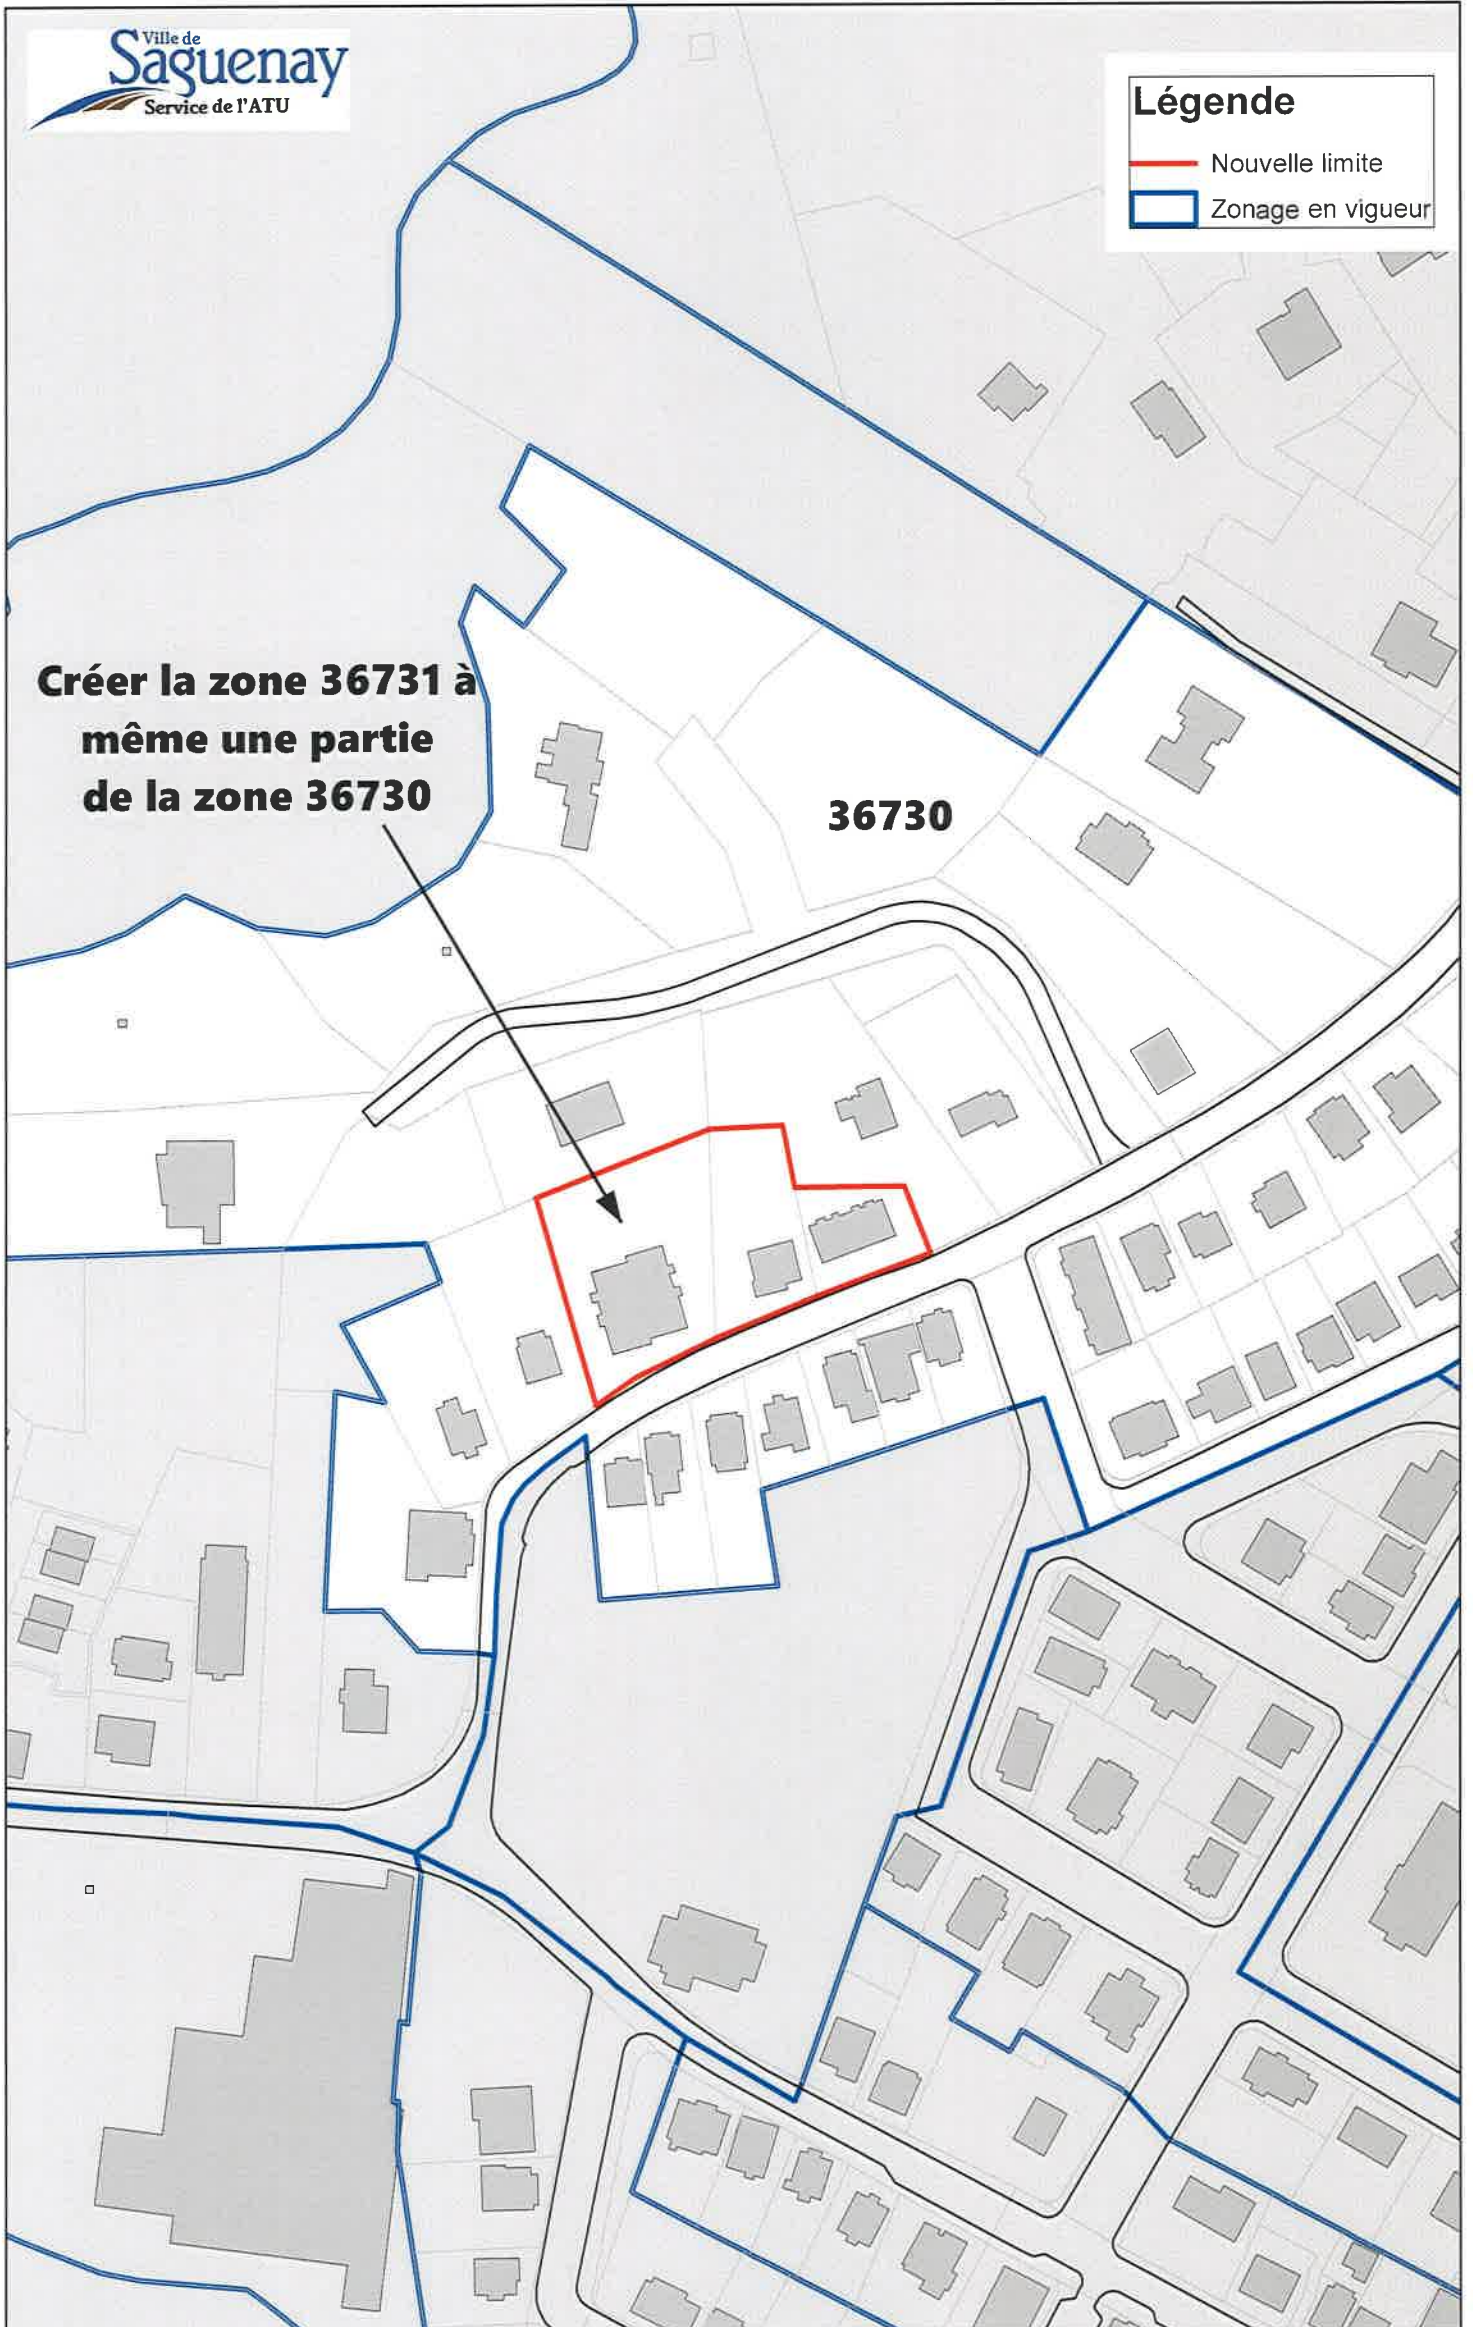 Ville de
Saguenay
Service de l'ATU
Légende
Nouvelle limite
Zonage en vigueur
Créer la zone 36731 à
même une partie
de la zone 36730
36730